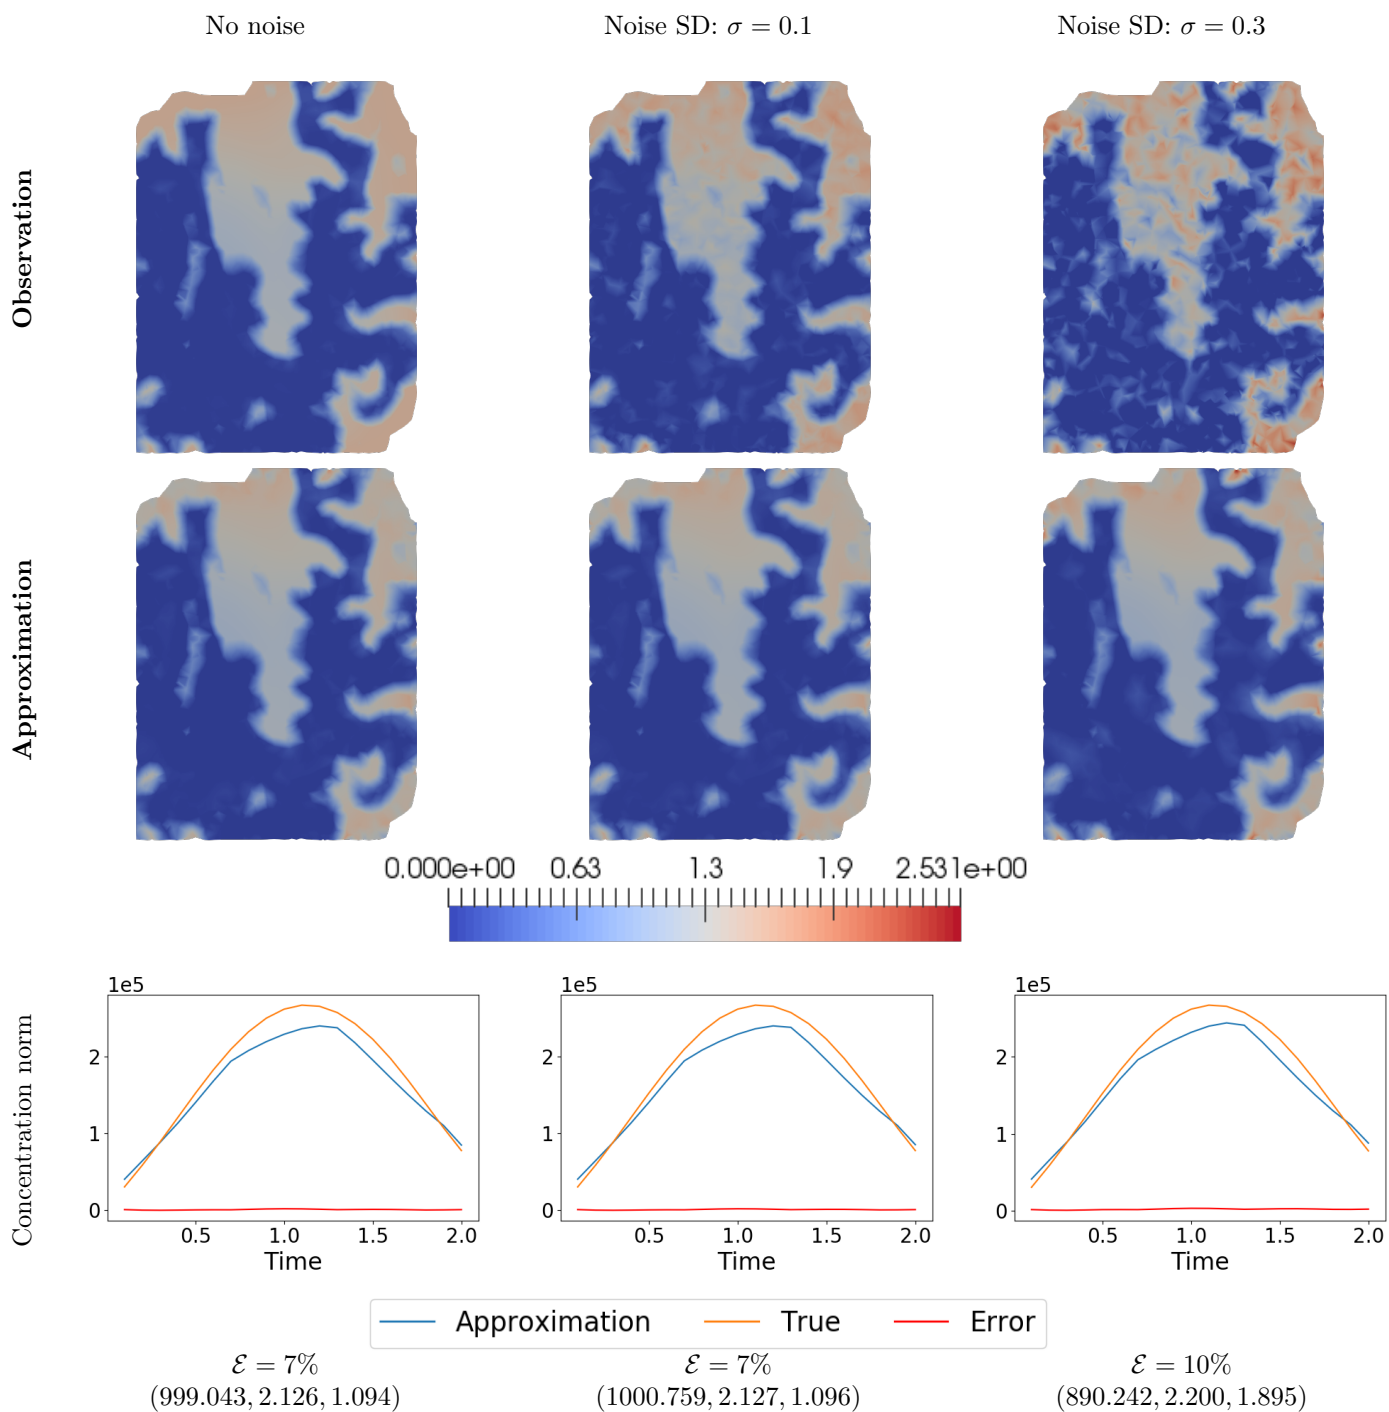 No noise
Noise SD: σ = 0.1
Noise SD: σ = 0.3
Observation
Approximation
0.000e+00 0.63 1.3 1.9 2.531e+00
Concentration norm
1e5
2
1
0
0.5 1.0 1.5 2.0
Time
1e5
2
1
0
0.5 1.0 1.5 2.0
Time
1e5
2
1
0
0.5 1.0 1.5 2.0
Time
Approximation True Error
ℰ = 7%
(999.043, 2.126, 1.094)
ℰ = 7%
(1000.759, 2.127, 1.096)
ℰ = 10%
(890.242, 2.200, 1.895)